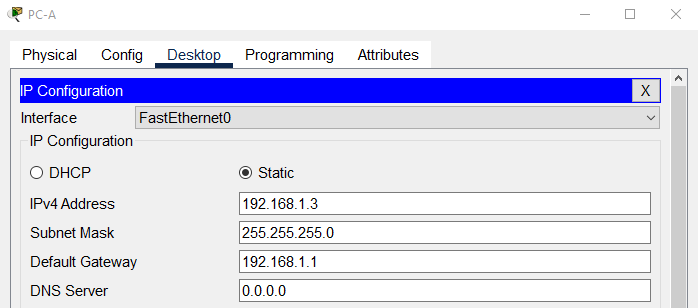 PC-A
Physical Config Desktop Programming Attributes
IP Configuration X
Interface FastEthernet0
IP Configuration
DHCP Static
IPv4 Address 192.168.1.3
Subnet Mask 255.255.255.0
Default Gateway 192.168.1.1
DNS Server 0.0.0.0